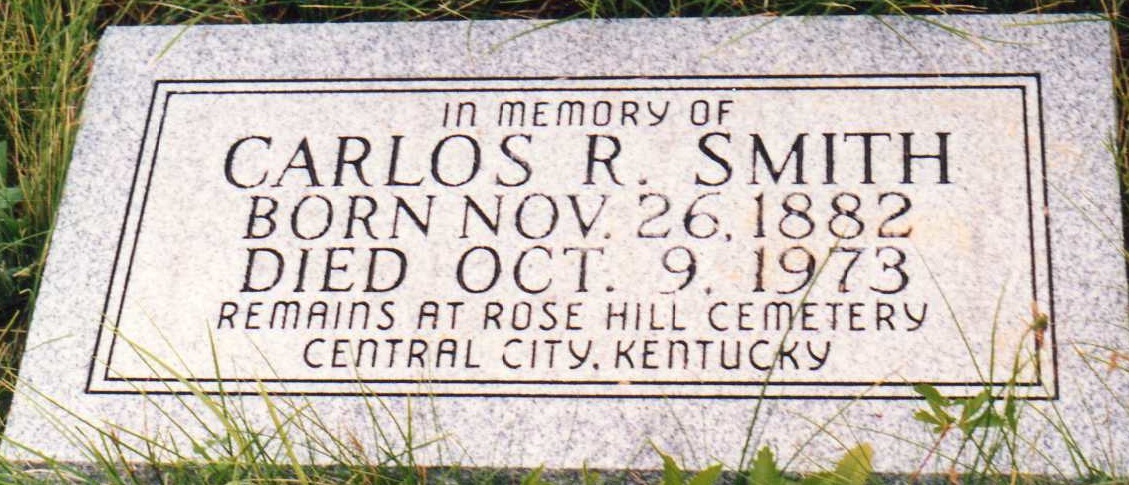 IN MEMORY OF
CARLOS R. SMITH
BORN NOV. 26, 1882
DIED OCT. 9, 1973
REMAINS AT ROSE HILL CEMETERY
CENTRAL CITY, KENTUCKY